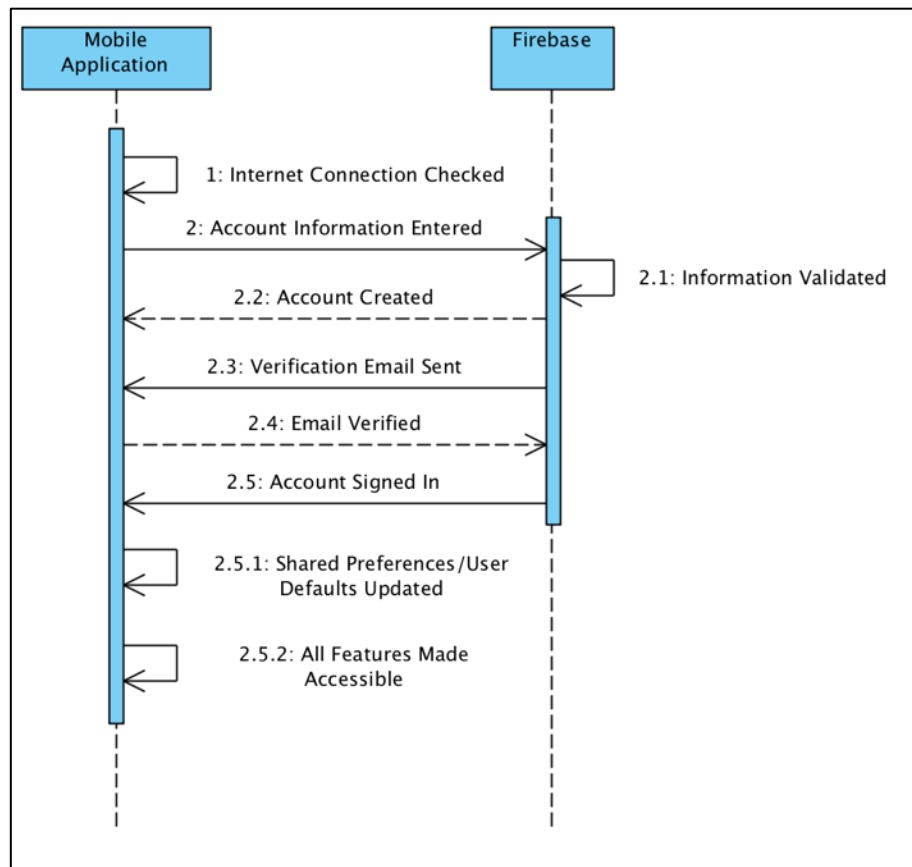 Mobile
Application
Firebase
1: Internet Connection Checked
2: Account Information Entered
2.1: Information Validated
2.2: Account Created
2.3: Verification Email Sent
2.4: Email Verified
2.5: Account Signed In
2.5.1: Shared Preferences/User
Defaults Updated
2.5.2: All Features Made
Accessible